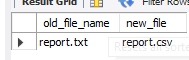 Result Grid Filter Rows
old_file_name new_file
report.txt report.csv